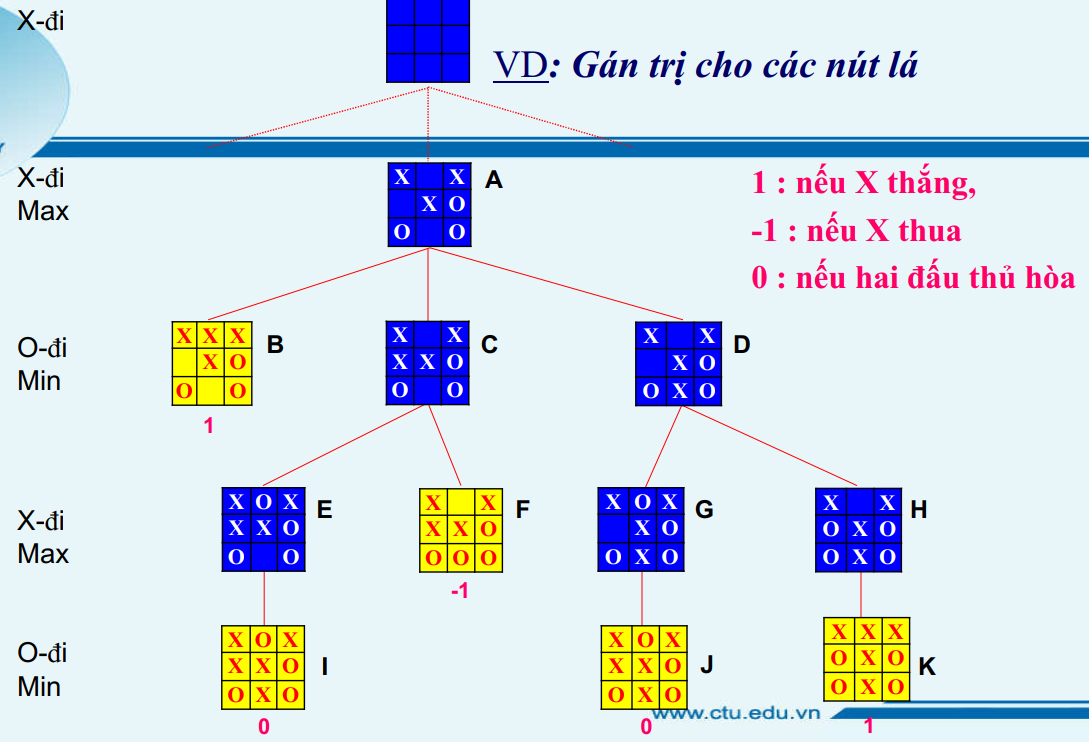 X-đi
VD: Gán trị cho các nút lá
X-đi
Max
X X
X O
O O
A
1 : nếu X thắng,
-1 : nếu X thua
0 : nếu hai đấu thủ hòa
O-đi
Min
X X X
X O
O O
B
1
X X
X X O
O O
C
X X
X O
O X O
D
X-đi
Max
X O X
X X O
O O
E
X X
X X O
O O O
F
-1
X O X
X O
O X O
G
X X
O X O
O X O
H
O-đi
Min
X O X
X X O
O X O
I
0
X O X
X X O
O X O
J
0
X X X
O X O
O X O
K
1
www.ctu.edu.vn